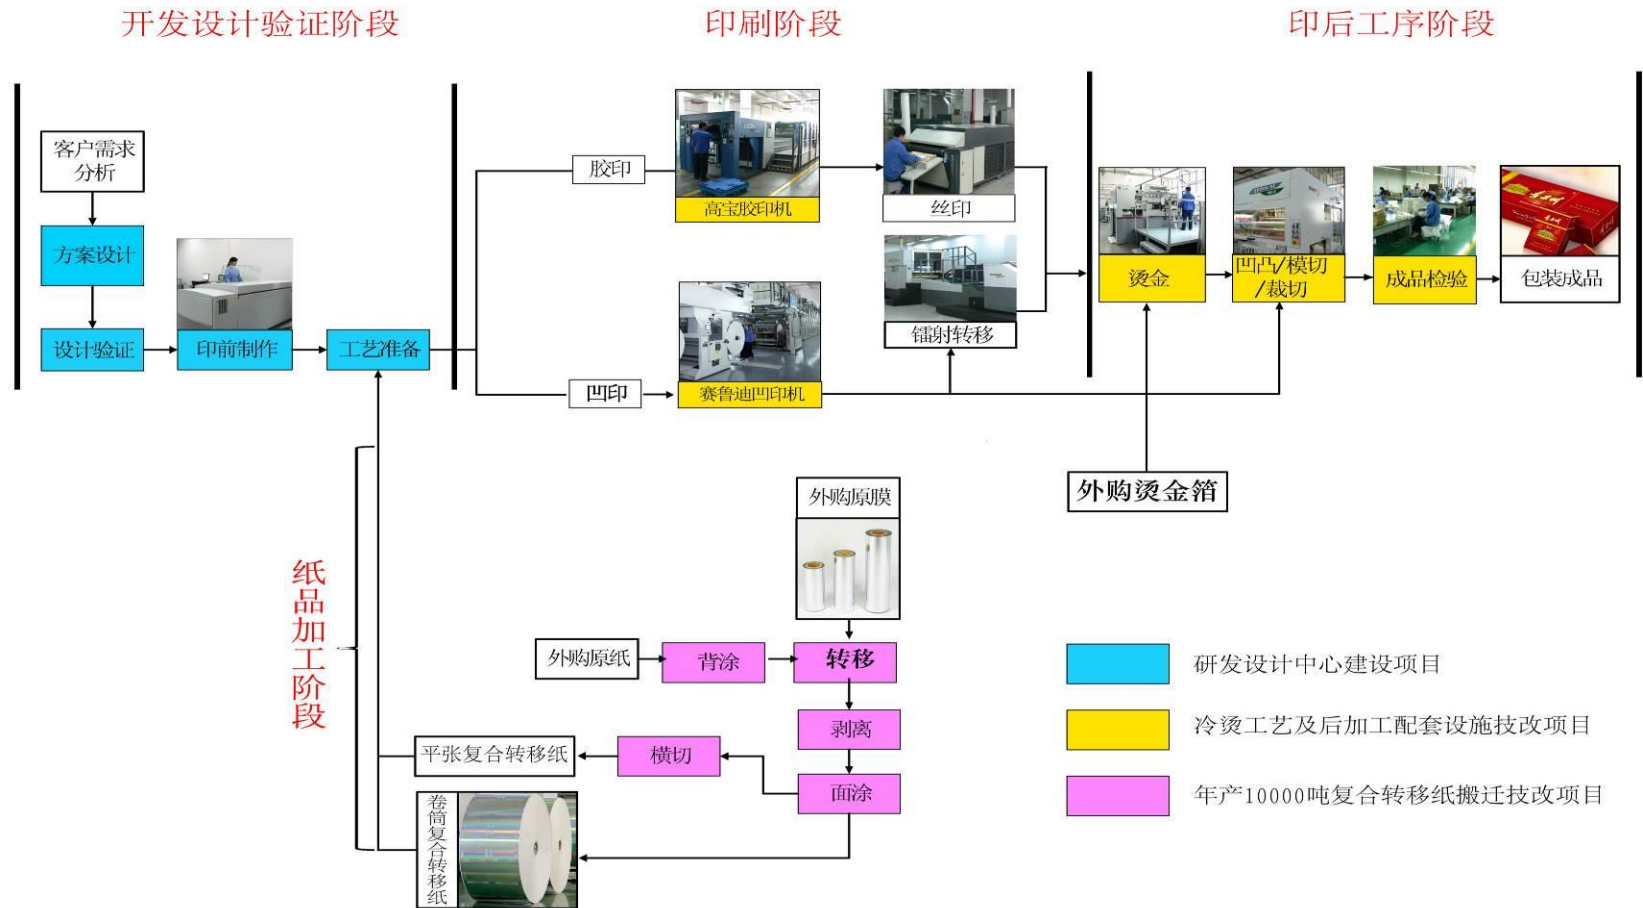 开发设计验证阶段
印刷阶段
印后工序阶段
客户需求
分析
方案设计
设计验证
印前制作
工艺准备
胶印
高宝胶印机
丝印
镭射转移
凹印
赛鲁迪凹印机
烫金
凹凸/模切
/裁切
成品检验
包装成品
外购烫金箔
纸品加工阶段
外购原膜
外购原纸
背涂
转移
剥离
面涂
横切
平张复合转移纸
卷筒复合转移纸
研发设计中心建设项目
冷烫工艺及后加工配套设施技改项目
年产10000吨复合转移纸搬迁技改项目